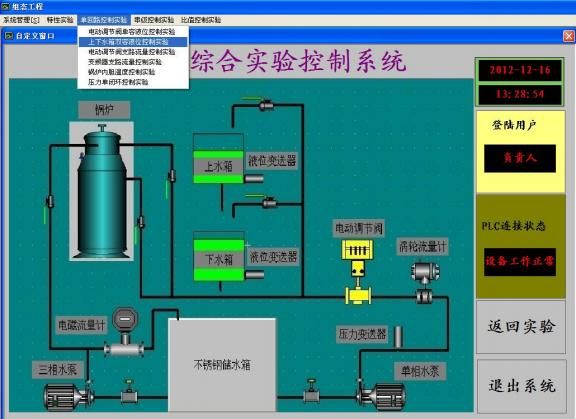 组态工程
系统管理[S] 特性实验 单回路控制实验 串级控制实验 比值控制实验
自定义窗口
电动调节阀单容液位控制实验
上下水箱双容液位控制实验
电动调节阀支路流量控制实验
变频器支路流量控制实验
锅炉内胆温度控制实验
压力单闭环控制实验
综合实验控制系统
2012-12-16
13:28:54
登陆用户
负责人
PLC连接状态
设备工作正常
返回实验
退出系统
锅炉
上水箱
液位变送器
下水箱
液位变送器
电动调节阀
涡轮流量计
电磁流量计
压力变送器
三相水泵
不锈钢储水箱
单相水泵